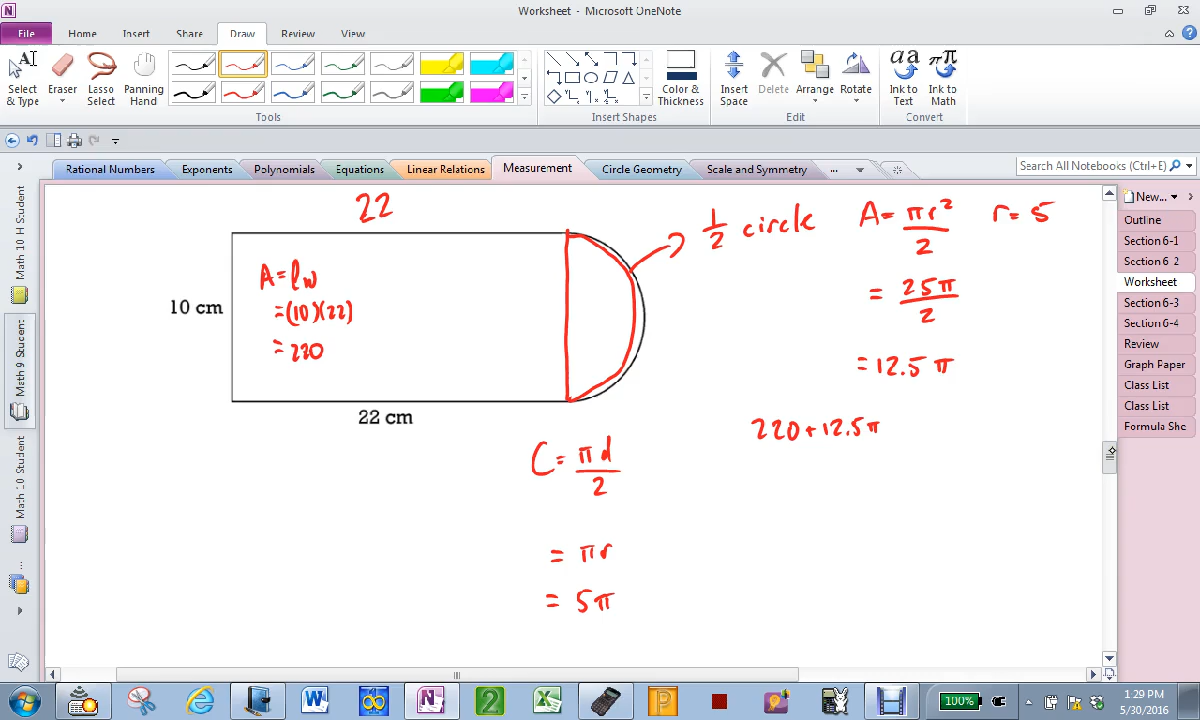 Worksheet - Microsoft OneNote
File Home Insert Share Draw Review View
Select & Type
Eraser
Lasso Select
Panning Hand
Color & Thickness
Insert Space
Delete
Arrange
Rotate
Ink to Text
Ink to Math
Tools
Insert Shapes
Edit
Convert
Rational Numbers Exponents Polynomials Equations Linear Relations Measurement Circle Geometry Scale and Symmetry ...
Search All Notebooks (Ctrl+E)
Math 10 H Student
Math 9 Student
Math 10 Student
New...
Outline
Section 6-1
Section 6-2
Worksheet
Section 6-3
Section 6-4
Review
Graph Paper
Class List
Class List
Formula She
22
10 cm
22 cm
A = lw
= (10)(22)
= 220
1/2 circle
A = πr²/2
r = 5
= 25π/2
= 12.5 π
220 + 12.5π
C = πd/2
= πr
= 5π
100%
1:29 PM
5/30/2016